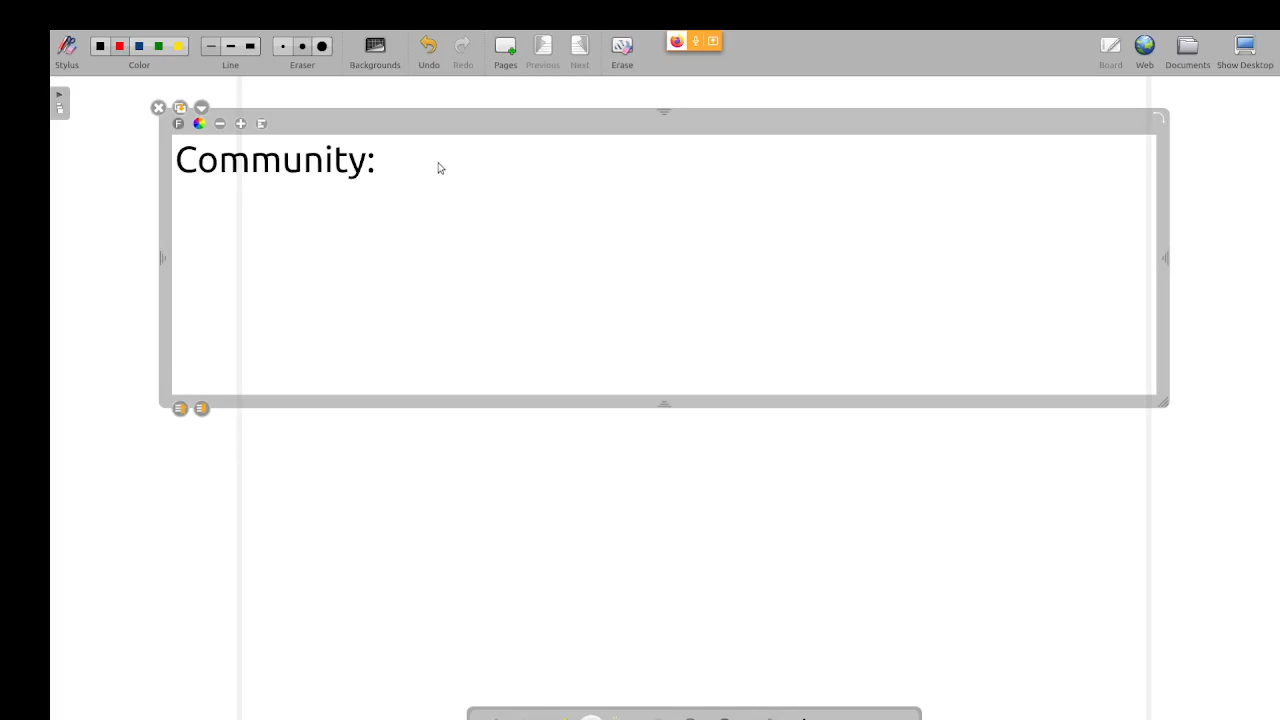 Stylus
Color
Line
Eraser
Backgrounds
Undo
Redo
Pages
Previous
Next
Erase
Board
Web
Documents
Show Desktop
F
Community: